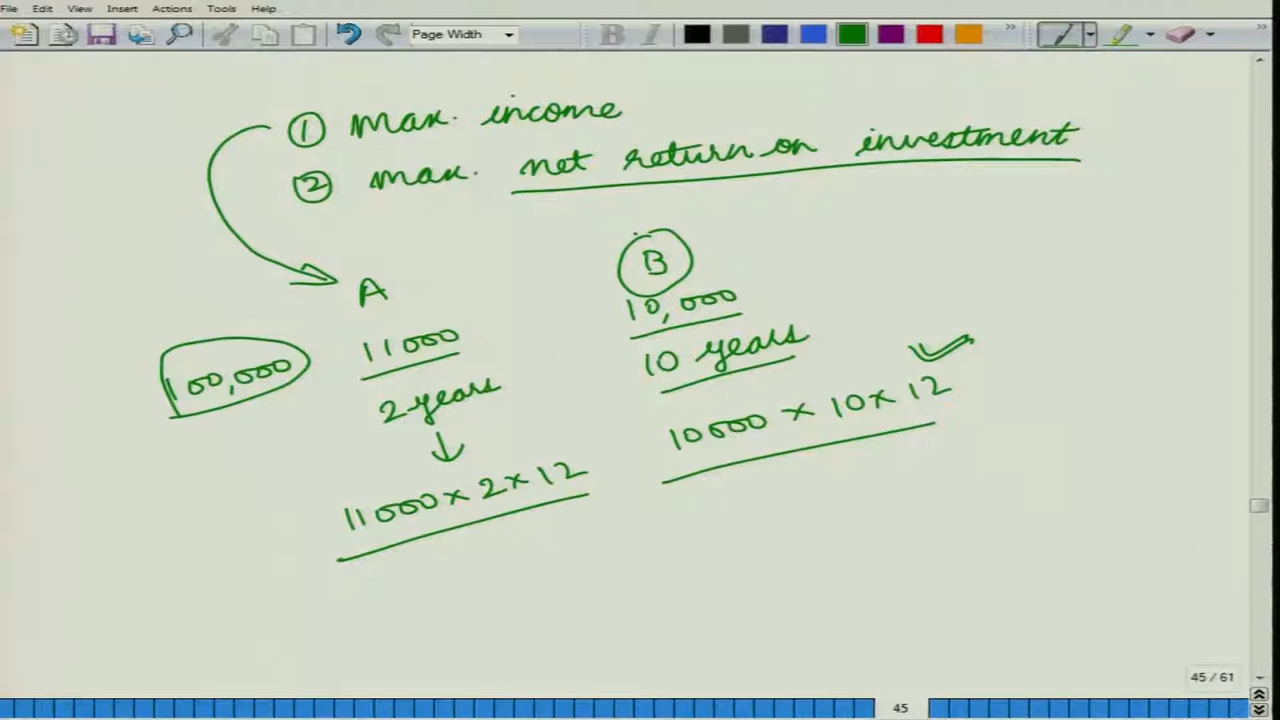 File Edit View Insert Actions Tools Help
Page Width B I
① max. income
② max. net return on investment
A
B
100,000
11000
10,000
2 years
10 years
11000 x 2 x 12
10000 x 10 x 12
45 / 61
45